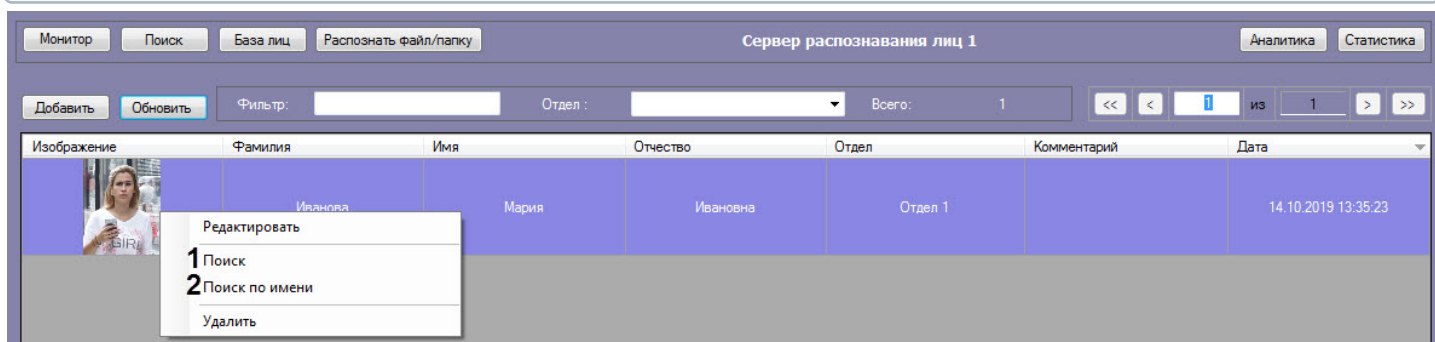 Монитор Поиск База лиц Распознать файл/папку Сервер распознавания лиц 1 Аналитика Статистика
Добавить Обновить Фильтр: Отдел : Всего: 1 << < 1 из 1 > >>
Изображение Фамилия Имя Отчество Отдел Комментарий Дата
GIRL Иванова Мария Ивановна Отдел 1 14.10.2019 13:35:23
Редактировать
1 Поиск
2 Поиск по имени
Удалить